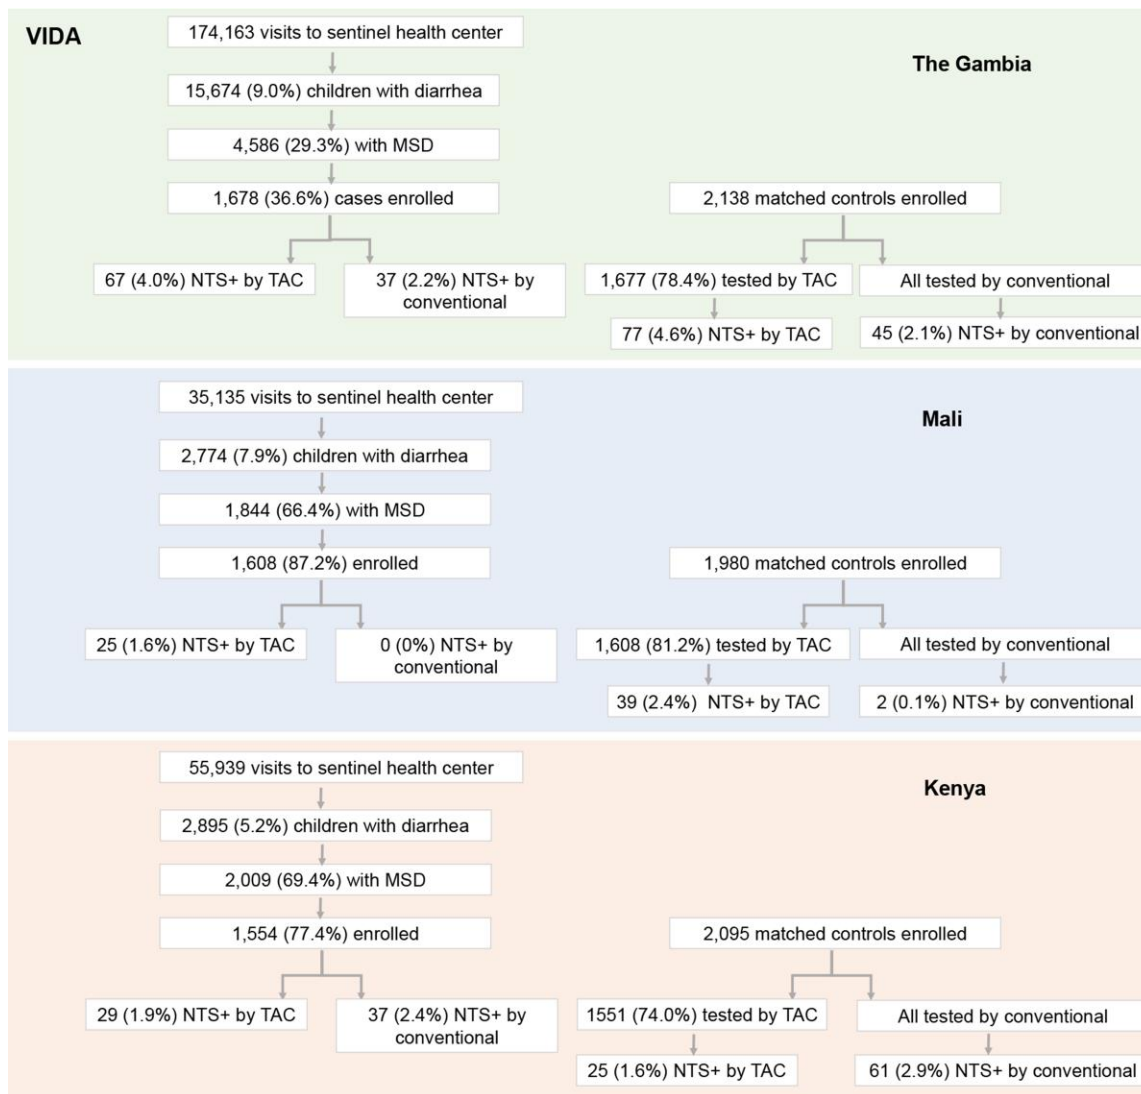 VIDA
174,163 visits to sentinel health center
The Gambia
15,674 (9.0%) children with diarrhea
4,586 (29.3%) with MSD
1,678 (36.6%) cases enrolled
2,138 matched controls enrolled
67 (4.0%) NTS+ by TAC
37 (2.2%) NTS+ by
conventional
1,677 (78.4%) tested by TAC
All tested by conventional
77 (4.6%) NTS+ by TAC
45 (2.1%) NTS+ by conventional
35,135 visits to sentinel health center
Mali
2,774 (7.9%) children with diarrhea
1,844 (66.4%) with MSD
1,608 (87.2%) enrolled
1,980 matched controls enrolled
25 (1.6%) NTS+ by TAC
0 (0%) NTS+ by
conventional
1,608 (81.2%) tested by TAC
All tested by conventional
39 (2.4%) NTS+ by TAC
2 (0.1%) NTS+ by conventional
55,939 visits to sentinel health center
Kenya
2,895 (5.2%) children with diarrhea
2,009 (69.4%) with MSD
1,554 (77.4%) enrolled
2,095 matched controls enrolled
29 (1.9%) NTS+ by TAC
37 (2.4%) NTS+ by
conventional
1551 (74.0%) tested by TAC
All tested by conventional
25 (1.6%) NTS+ by TAC
61 (2.9%) NTS+ by conventional